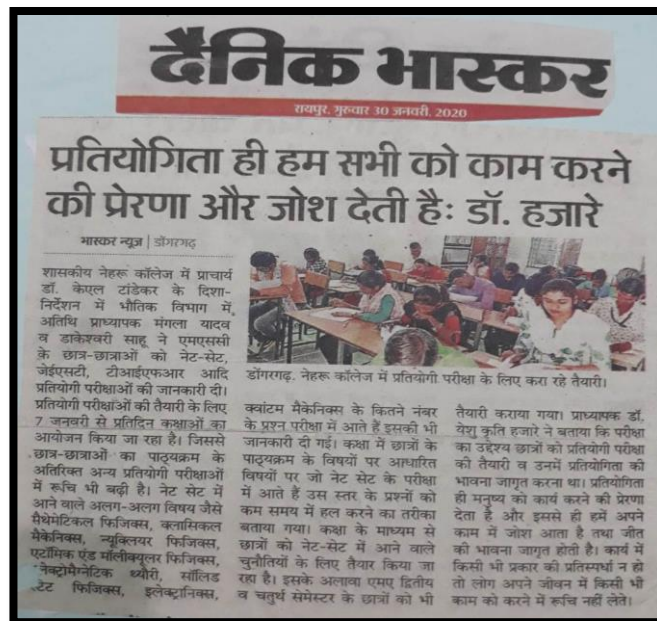 दैनिक भास्कर
रायपुर, गुरुवार 30 जनवरी, 2020
प्रतियोगिता ही हम सभी को काम करने
की प्रेरणा और जोश देती है: डॉ. हजारे
भास्कर न्यूज | डोंगरगढ़
शासकीय नेहरू कॉलेज में प्राचार्य
डॉ. केएल टांडेकर के दिशा-
निर्देशन में भौतिक विभाग में
अतिथि प्राध्यापक मंगला यादव
व डाकेश्वरी साहू ने एमएससी
के छात्र-छात्राओं को नेट-सेट,
जेईएसटी, टीआईएफआर आदि
प्रतियोगी परीक्षाओं की जानकारी दी।
प्रतियोगी परीक्षाओं की तैयारी के लिए
7 जनवरी से प्रतिदिन कक्षाओं का
आयोजन किया जा रहा है। जिससे
छात्र-छात्राओं का पाठ्यक्रम के
अतिरिक्त अन्य प्रतियोगी परीक्षाओं
में रूचि भी बढ़ी है। नेट सेट में
आने वाले अलग-अलग विषय जैसे
मैथेमेटिकल फिजिक्स, क्लासिकल
मैकेनिक्स, न्यूक्लियर फिजिक्स,
एटॉमिक एंड मॉलीक्यूलर फिजिक्स,
थ्यौरी, सॉलिड
स्टेट फिजिक्स, इलेक्ट्रानिक्स,
डोंगरगढ़. नेहरू कॉलेज में प्रतियोगी परीक्षा के लिए करा रहे तैयारी।
क्वांटम मैकेनिक्स के कितने नंबर
के प्रश्न परीक्षा में आते हैं इसकी भी
जानकारी दी गई। कक्षा में छात्रों के
पाठ्यक्रम के विषयों पर आधारित
विषयों पर जो नेट सेट के परीक्षा
में आते हैं उस स्तर के प्रश्नों को
कम समय में हल करने का तरीका
बताया गया। कक्षा के माध्यम से
छात्रों को नेट-सेट में आने वाले
चुनौतियों के लिए तैयार किया जा
रहा है। इसके अलावा एमए द्वितीय
व चतुर्थ सेमेस्टर के छात्रों को भी
तैयारी कराया गया। प्राध्यापक डॉ.
येशु कृति हजारे ने बताया कि परीक्षा
का उद्देश्य छात्रों को प्रतियोगी परीक्षा
की तैयारी व उनमें प्रतियोगिता की
भावना जागृत करना था। प्रतियोगिता
ही मनुष्य को कार्य करने की प्रेरणा
देता है और इससे ही हमें अपने
काम में जोश आता है तथा जीत
की भावना जागृत होती है। कार्य में
किसी भी प्रकार की प्रतिस्पर्धा न हो
तो लोग अपने जीवन में किसी भी
काम को करने में रूचि नहीं लेते।